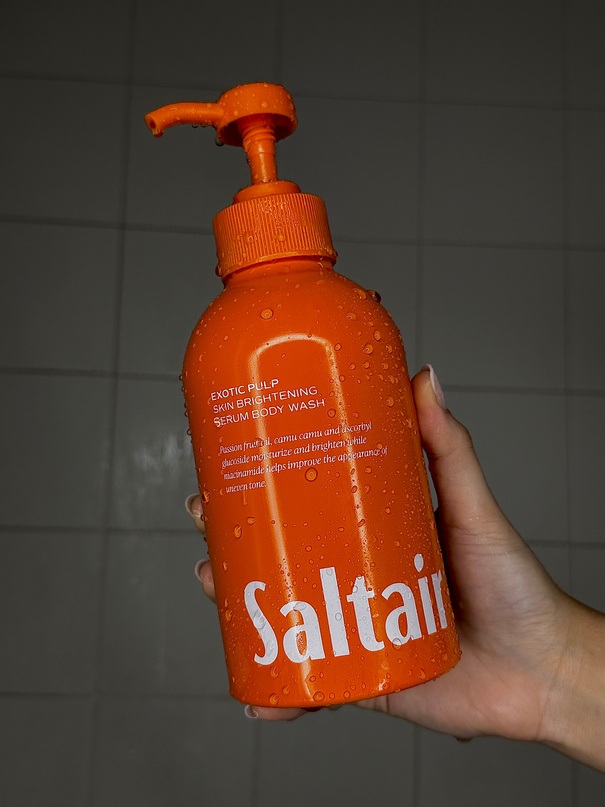 EXOTIC PULP
SKIN BRIGHTENING
SERUM BODY WASH
Passion fruit oil, camu camu and ascorbyl
glucoside moisturize and brighten while
niacinamide helps improve the appearance of
uneven tone.
Saltair